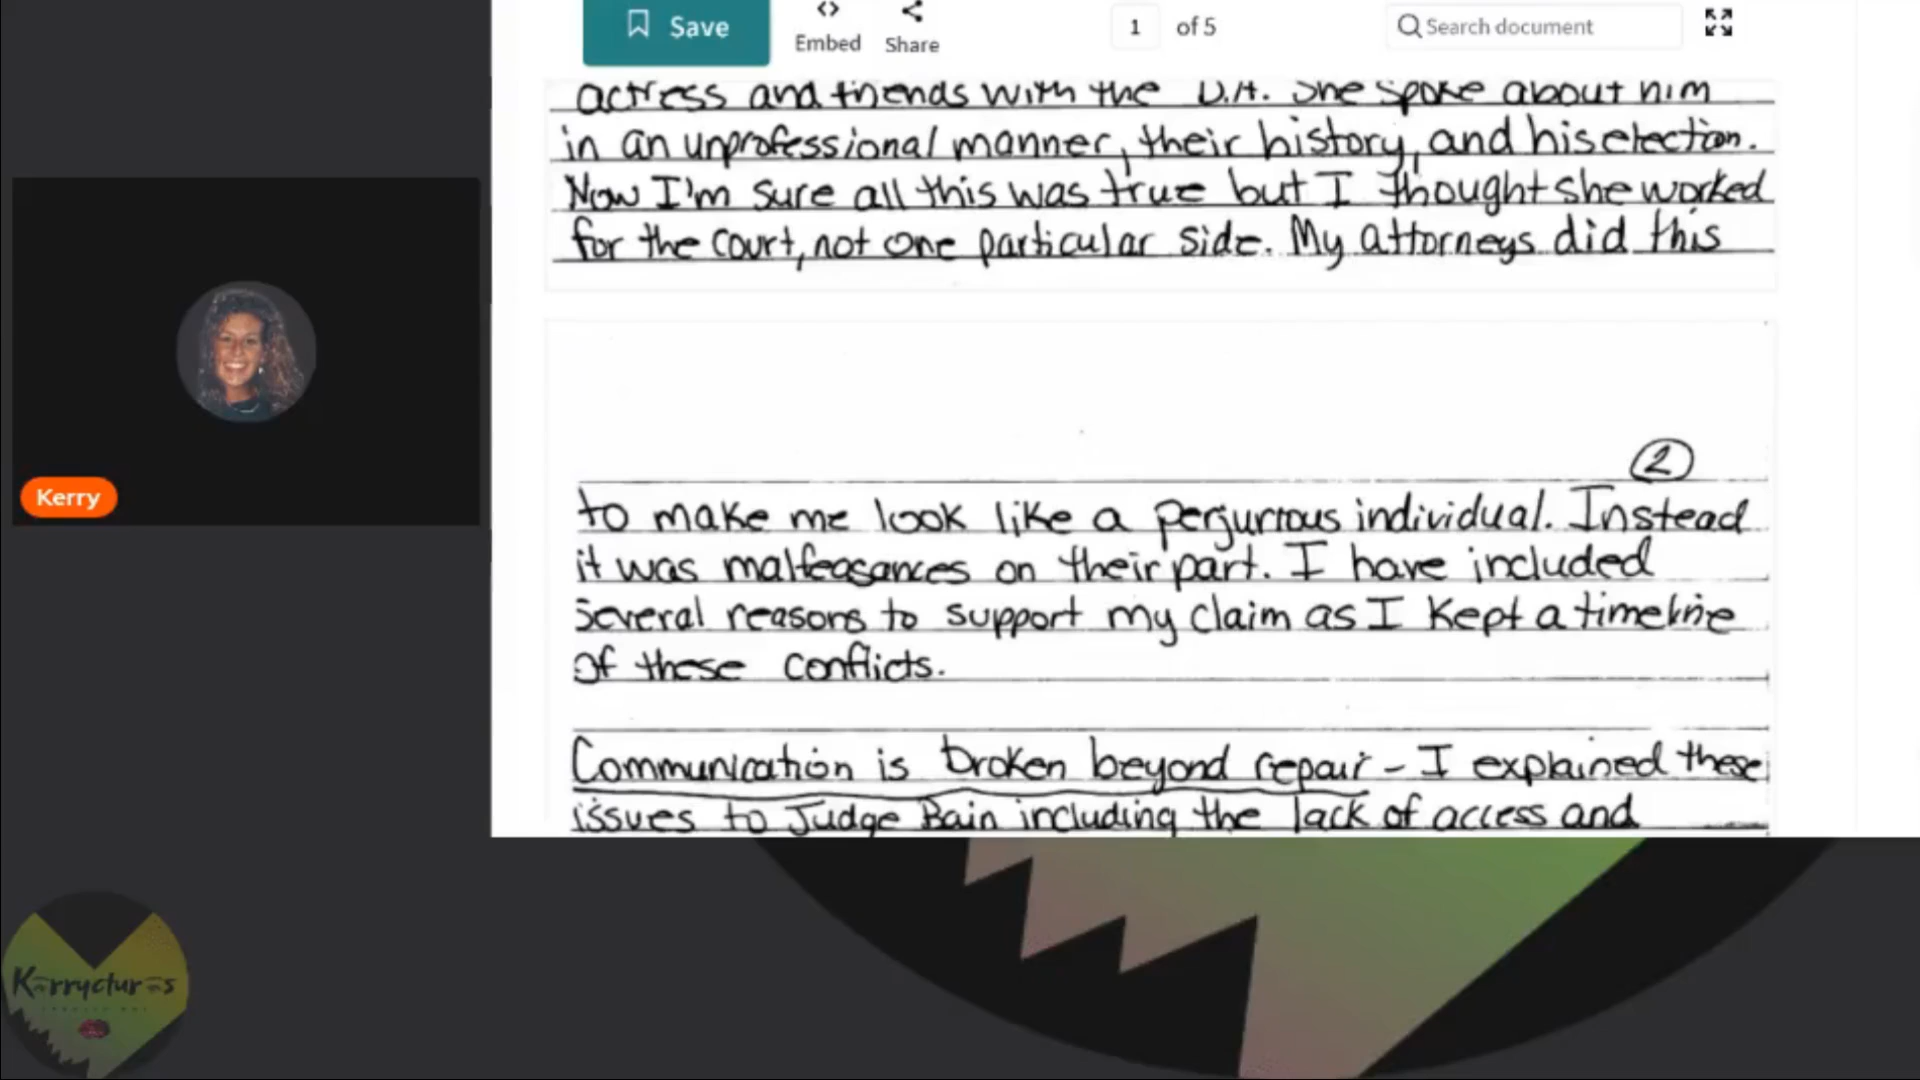 Save
Embed
Share
1 of 5
Search document
actress and friends with the D.A. She spoke about him
in an unprofessional manner, their history, and his election.
Now I'm sure all this was true but I thought she worked
for the court, not one particular side. My attorneys did this
2
to make me look like a perjurious individual. Instead
it was malfeasances on their part. I have included
several reasons to support my claim as I kept a timeline
of these conflicts.
Communication is broken beyond repair - I explained these
issues to Judge Bain including the lack of access and
Kerry
Kerryctures